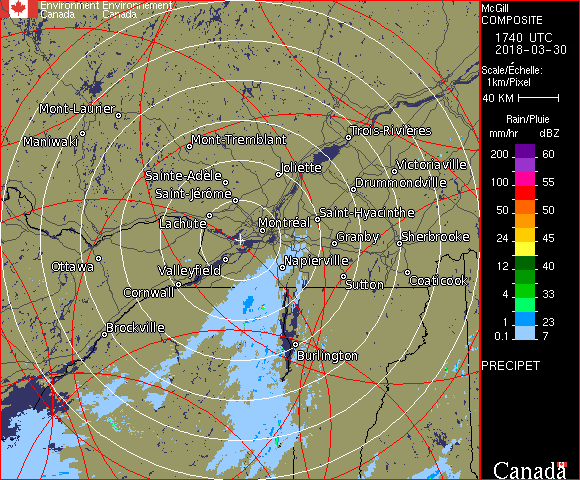 Environment Environnement
Canada Canada
McGill
COMPOSITE
1740 UTC
2018-03-30
Scale/Échelle:
1km/Pixel
40 KM
Rain/Pluie
mm/hr dBZ
200 60
155
100 55
50 50
24 45
12 40
4 33
1 23
0.1 7
PRECIPET
Canada
Mont-Laurier
Maniwaki
Mont-Tremblant
Trois-Rivières
Sainte-Adèle
Joliette
Victoriaville
Saint-Jérôme
Drummondville
Lachute
Montréal
Saint-Hyacinthe
Granby
Sherbrooke
Ottawa
Valleyfield
Napierville
Cornwall
Sutton
Coaticook
Brockville
Burlington